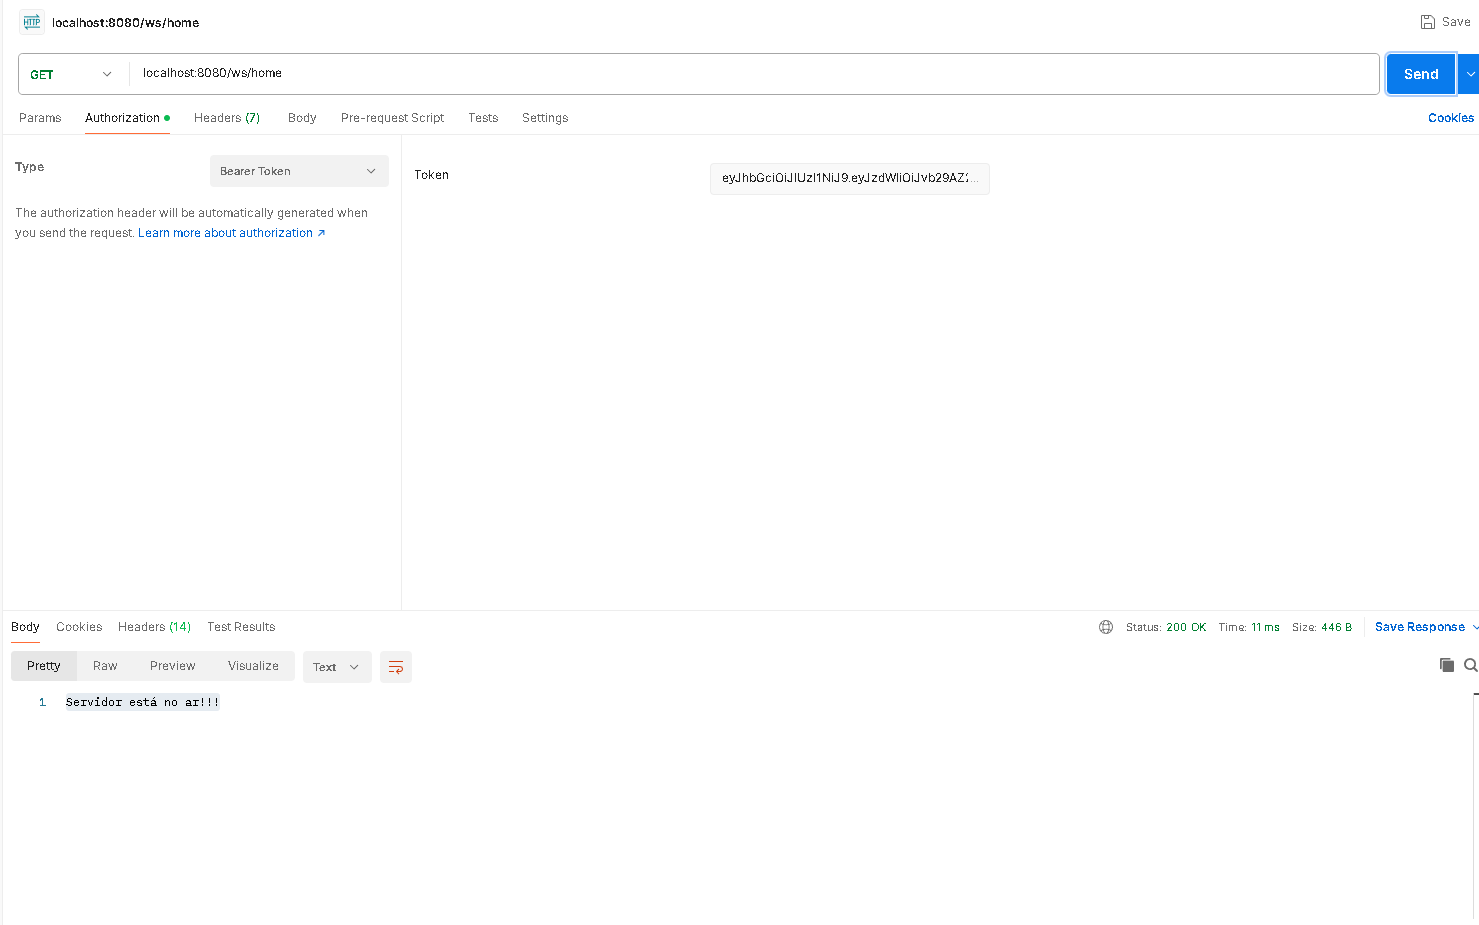 HTTP localhost:8080/ws/home Save
GET localhost:8080/ws/home Send
Params Authorization Headers (7) Body Pre-request Script Tests Settings Cookies
Type Bearer Token
Token eyJhbGciOiJIUzI1NiJ9.eyJzdWIiOiJvb29AZ...
The authorization header will be automatically generated when
you send the request. Learn more about authorization ↗
Body Cookies Headers (14) Test Results Status: 200 OK Time: 11 ms Size: 446 B Save Response
Pretty Raw Preview Visualize Text
1 Servidor está no ar!!!